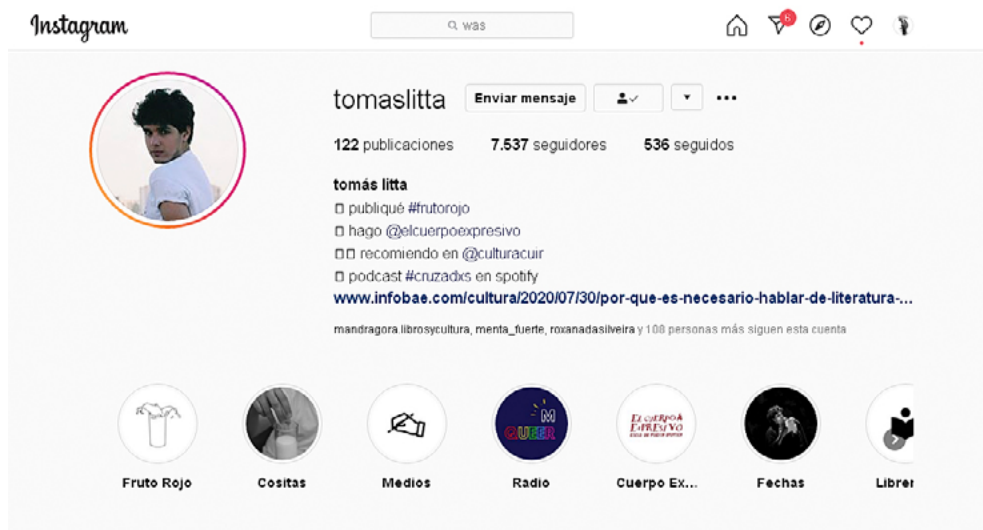 Instagram
was
6
tomaslitta Enviar mensaje
122 publicaciones 7.537 seguidores 536 seguidos
tomás litta
publiqué #frutorojo
hago @elcuerpoexpresivo
recomiendo en @culturacuir
podcast #cruzadxs en spotify
www.infobae.com/cultura/2020/07/30/por-que-es-necesario-hablar-de-literatura-...
mandragora.librosycultura, menta_fuerte, roxanadasilveira y 108 personas más siguen esta cuenta
M
QUEER
EL CUERPO
EXPRESIVO
Fruto Rojo Cositas Medios Radio Cuerpo Ex... Fechas Librer